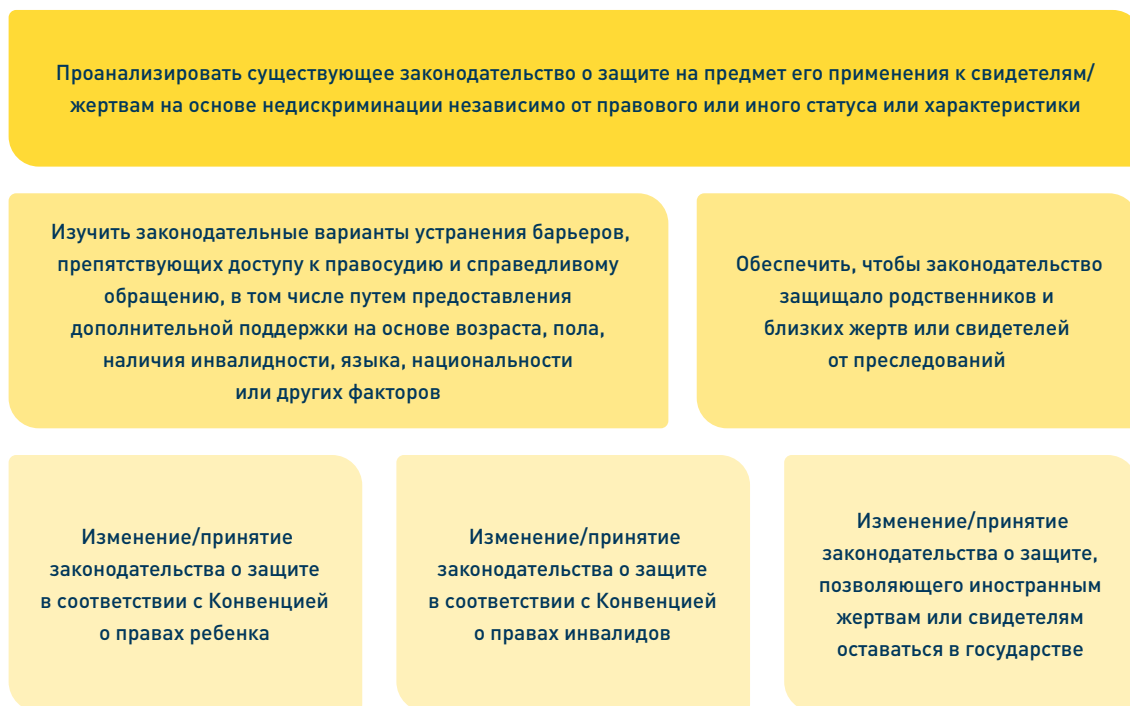 Проанализировать существующее законодательство о защите на предмет его применения к свидетелям/
жертвам на основе недискриминации независимо от правового или иного статуса или характеристики
Изучить законодательные варианты устранения барьеров,
препятствующих доступу к правосудию и справедливому
обращению, в том числе путем предоставления
дополнительной поддержки на основе возраста, пола,
наличия инвалидности, языка, национальности
или других факторов
Обеспечить, чтобы законодательство
защищало родственников и
близких жертв или свидетелей
от преследований
Изменение/принятие
законодательства о защите
в соответствии с Конвенцией
о правах ребенка
Изменение/принятие
законодательства о защите
в соответствии с Конвенцией
о правах инвалидов
Изменение/принятие
законодательства о защите,
позволяющего иностранным
жертвам или свидетелям
оставаться в государстве